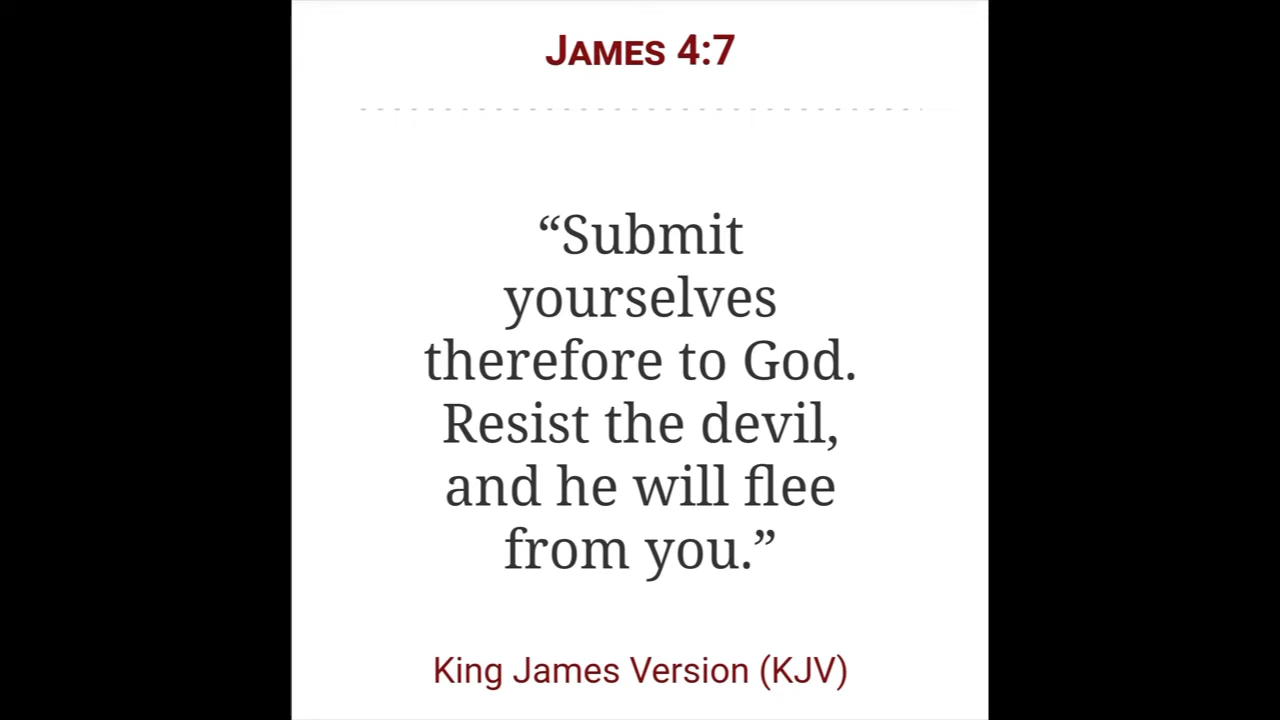 James 4:7
“Submit
yourselves
therefore to God.
Resist the devil,
and he will flee
from you.”
King James Version (KJV)